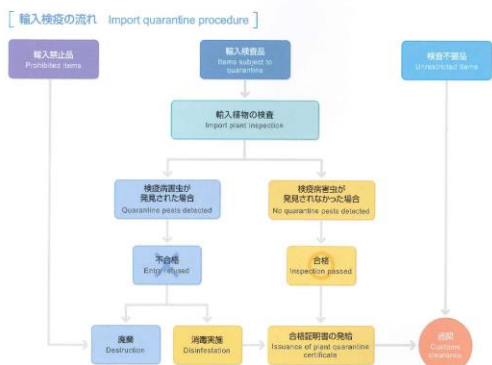 輸入検疫の流れ Import quarantine procedure
輸入禁止品
Prohibited items
輸入検査品
Items subject to
quarantine
検査不要品
Unrestricted items
輸入植物の検査
Import plant inspection
検疫病害虫が
発見された場合
Quarantine pests detected
検疫病害虫が
発見されなかった場合
No quarantine pests detected
不合格
Entry refused
合格
Inspection passed
廃棄
Destruction
消毒実施
Disinfestation
合格証明書の発給
Issuance of plant quarantine
certificate
通関
Customs
clearance